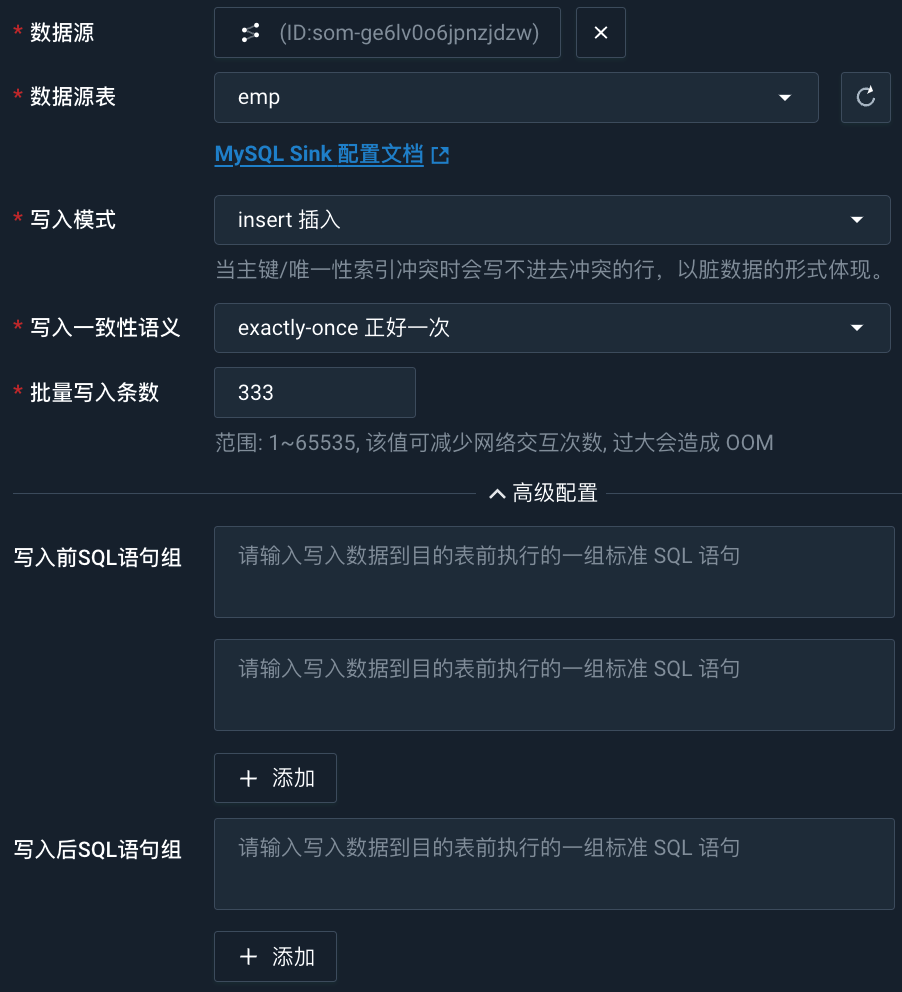 * 数据源 (ID:som-ge6lv0o6jpnzjdzw)
* 数据源表 emp
MySQL Sink 配置文档
* 写入模式 insert 插入
当主键/唯一性索引冲突时会写不进去冲突的行，以脏数据的形式体现。
* 写入一致性语义 exactly-once 正好一次
* 批量写入条数 333
范围: 1~65535, 该值可减少网络交互次数, 过大会造成 OOM
高级配置
写入前SQL语句组 请输入写入数据到目的表前执行的一组标准 SQL 语句
请输入写入数据到目的表前执行的一组标准 SQL 语句
+ 添加
写入后SQL语句组 请输入写入数据到目的表前执行的一组标准 SQL 语句
+ 添加